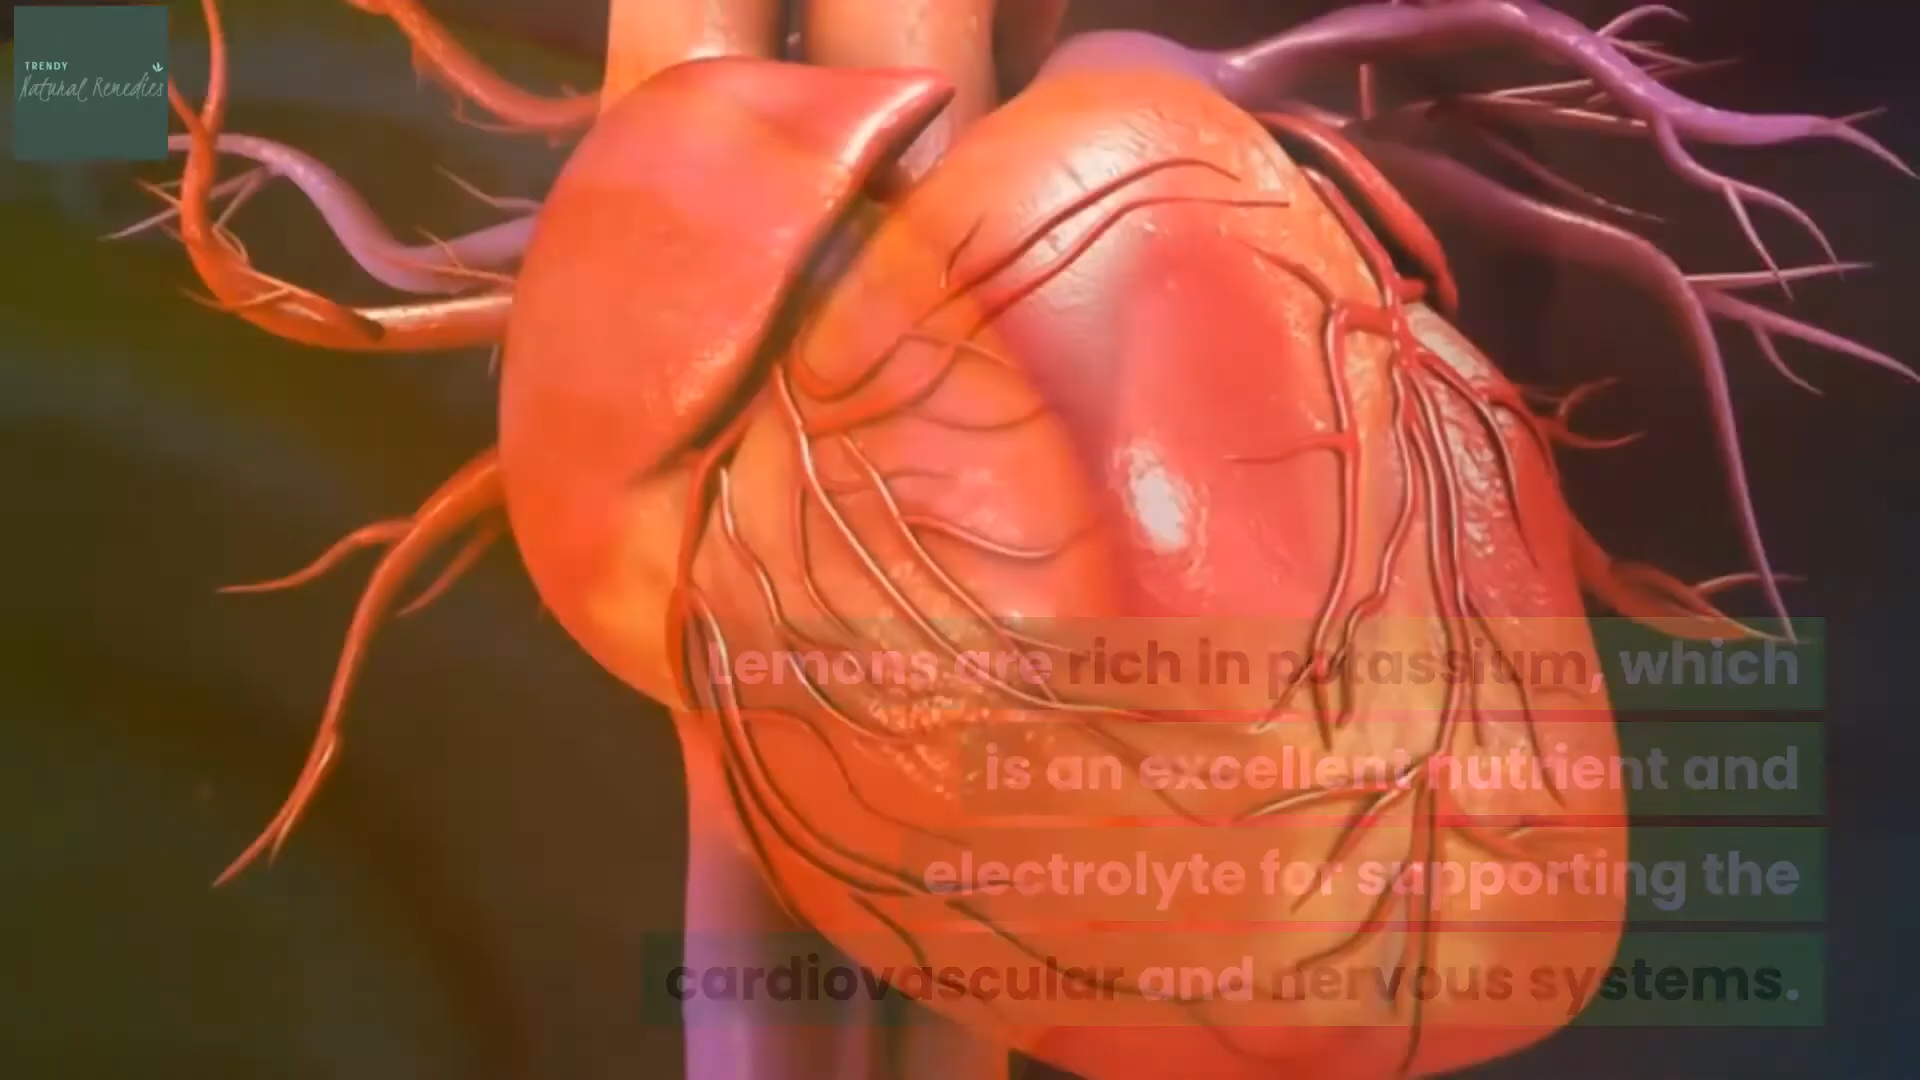 TRENDY
Natural Remedies
Lemons are rich in potassium, which
is an excellent nutrient and
electrolyte for supporting the
cardiovascular and nervous systems.